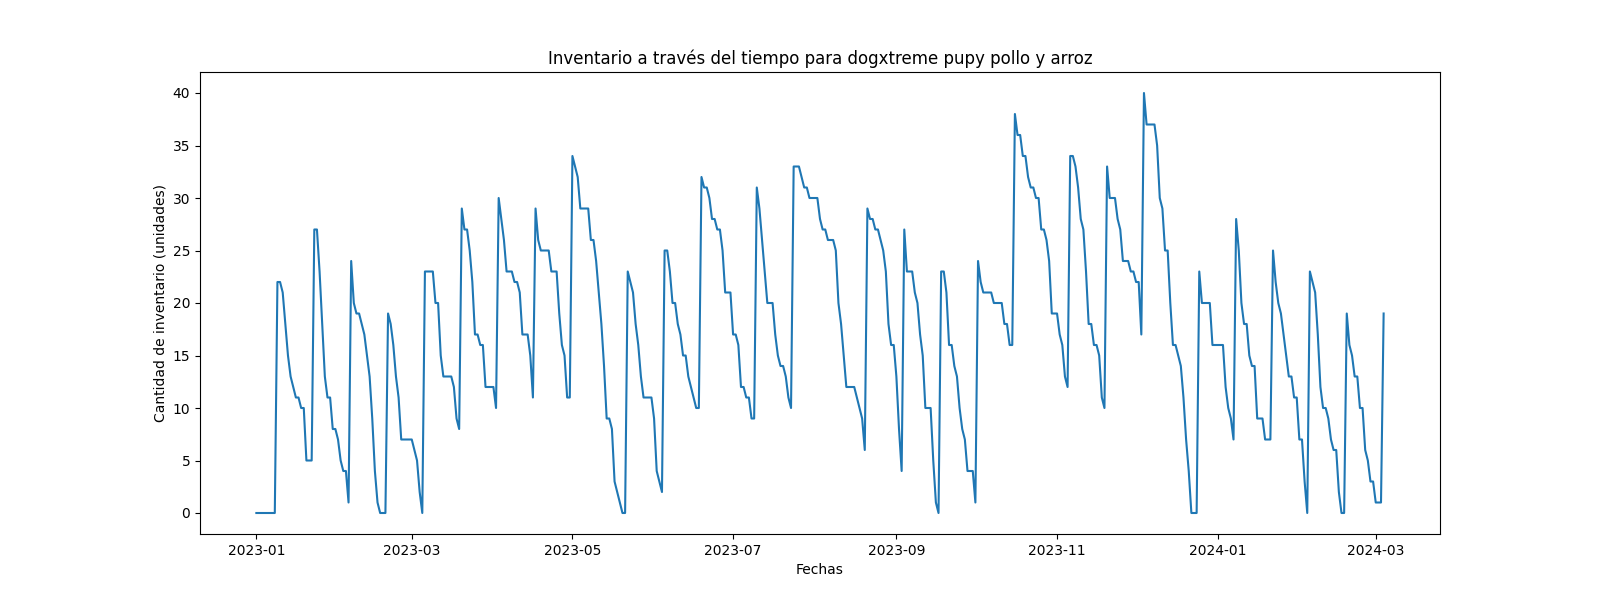 Inventario a través del tiempo para dogxtreme pupy pollo y arroz
Cantidad de inventario (unidades)
40
35
30
25
20
15
10
5
0
2023-01 2023-03 2023-05 2023-07 2023-09 2023-11 2024-01 2024-03
Fechas